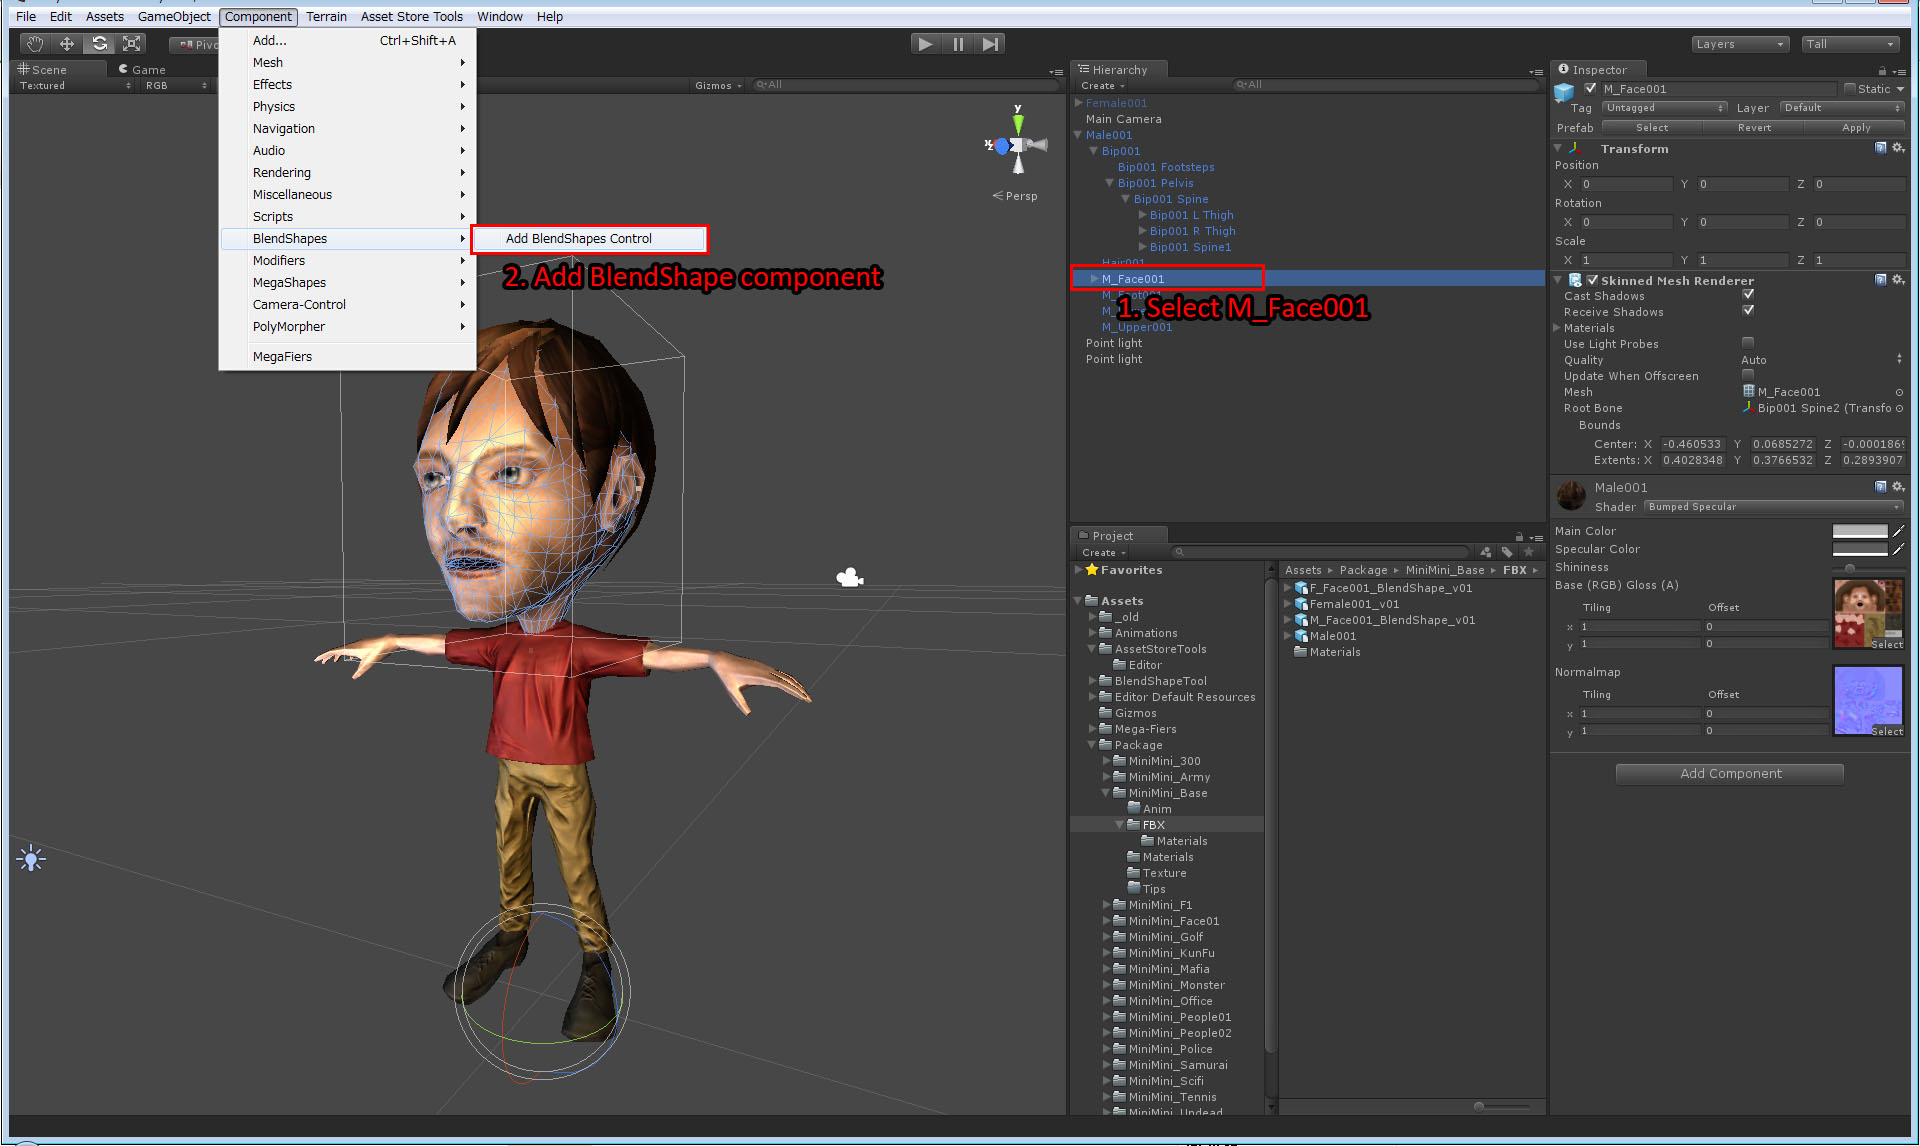 File Edit Assets GameObject Component Terrain Asset Store Tools Window Help
Layers Tall
Scene Game
Textured RGB Gizmos All
Add... Ctrl+Shift+A
Mesh
Effects
Physics
Navigation
Audio
Rendering
Miscellaneous
Scripts
BlendShapes
Modifiers
MegaShapes
Camera-Control
PolyMorpher
MegaFiers
Add BlendShapes Control
2. Add BlendShape component
y
Persp
Hierarchy
Create All
Female001
Main Camera
Male001
Bip001
Bip001 Footsteps
Bip001 Pelvis
Bip001 Spine
Bip001 L Thigh
Bip001 R Thigh
Bip001 Spine1
Hair001
M_Face001
1. Select M_Face001
M_Upper001
Point light
Point light
Project
Create
Favorites
Assets
_old
Animations
AssetStoreTools
Editor
BlendShapeTool
Editor Default Resources
Gizmos
Mega-Fiers
Package
MiniMini_300
MiniMini_Army
MiniMini_Base
Anim
FBX
Materials
Materials
Texture
Tips
MiniMini_F1
MiniMini_Face01
MiniMini_Golf
MiniMini_KunFu
MiniMini_Mafia
MiniMini_Monster
MiniMini_Office
MiniMini_People01
MiniMini_People02
MiniMini_Police
MiniMini_Samurai
MiniMini_Scifi
MiniMini_Tennis
MiniMini_Undead
Assets Package MiniMini_Base FBX
F_Face001_BlendShape_v01
Female001_v01
M_Face001_BlendShape_v01
Male001
Materials
Inspector
M_Face001 Static
Tag Untagged Layer Default
Prefab Select Revert Apply
Transform
Position
X 0 Y 0 Z 0
Rotation
X 0 Y 0 Z 0
Scale
X 1 Y 1 Z 1
Skinned Mesh Renderer
Cast Shadows
Receive Shadows
Materials
Use Light Probes
Quality Auto
Update When Offscreen
Mesh M_Face001
Root Bone Bip001 Spine2 (Transfo
Bounds
Center: X -0.460533 Y 0.0685272 Z -0.000186
Extents: X 0.4028348 Y 0.3766532 Z 0.2893907
Male001
Shader Bumped Specular
Main Color
Specular Color
Shininess
Base (RGB) Gloss (A)
Tiling Offset
x 1 0
y 1 0
Select
Normalmap
Tiling Offset
x 1 0
y 1 0
Select
Add Component